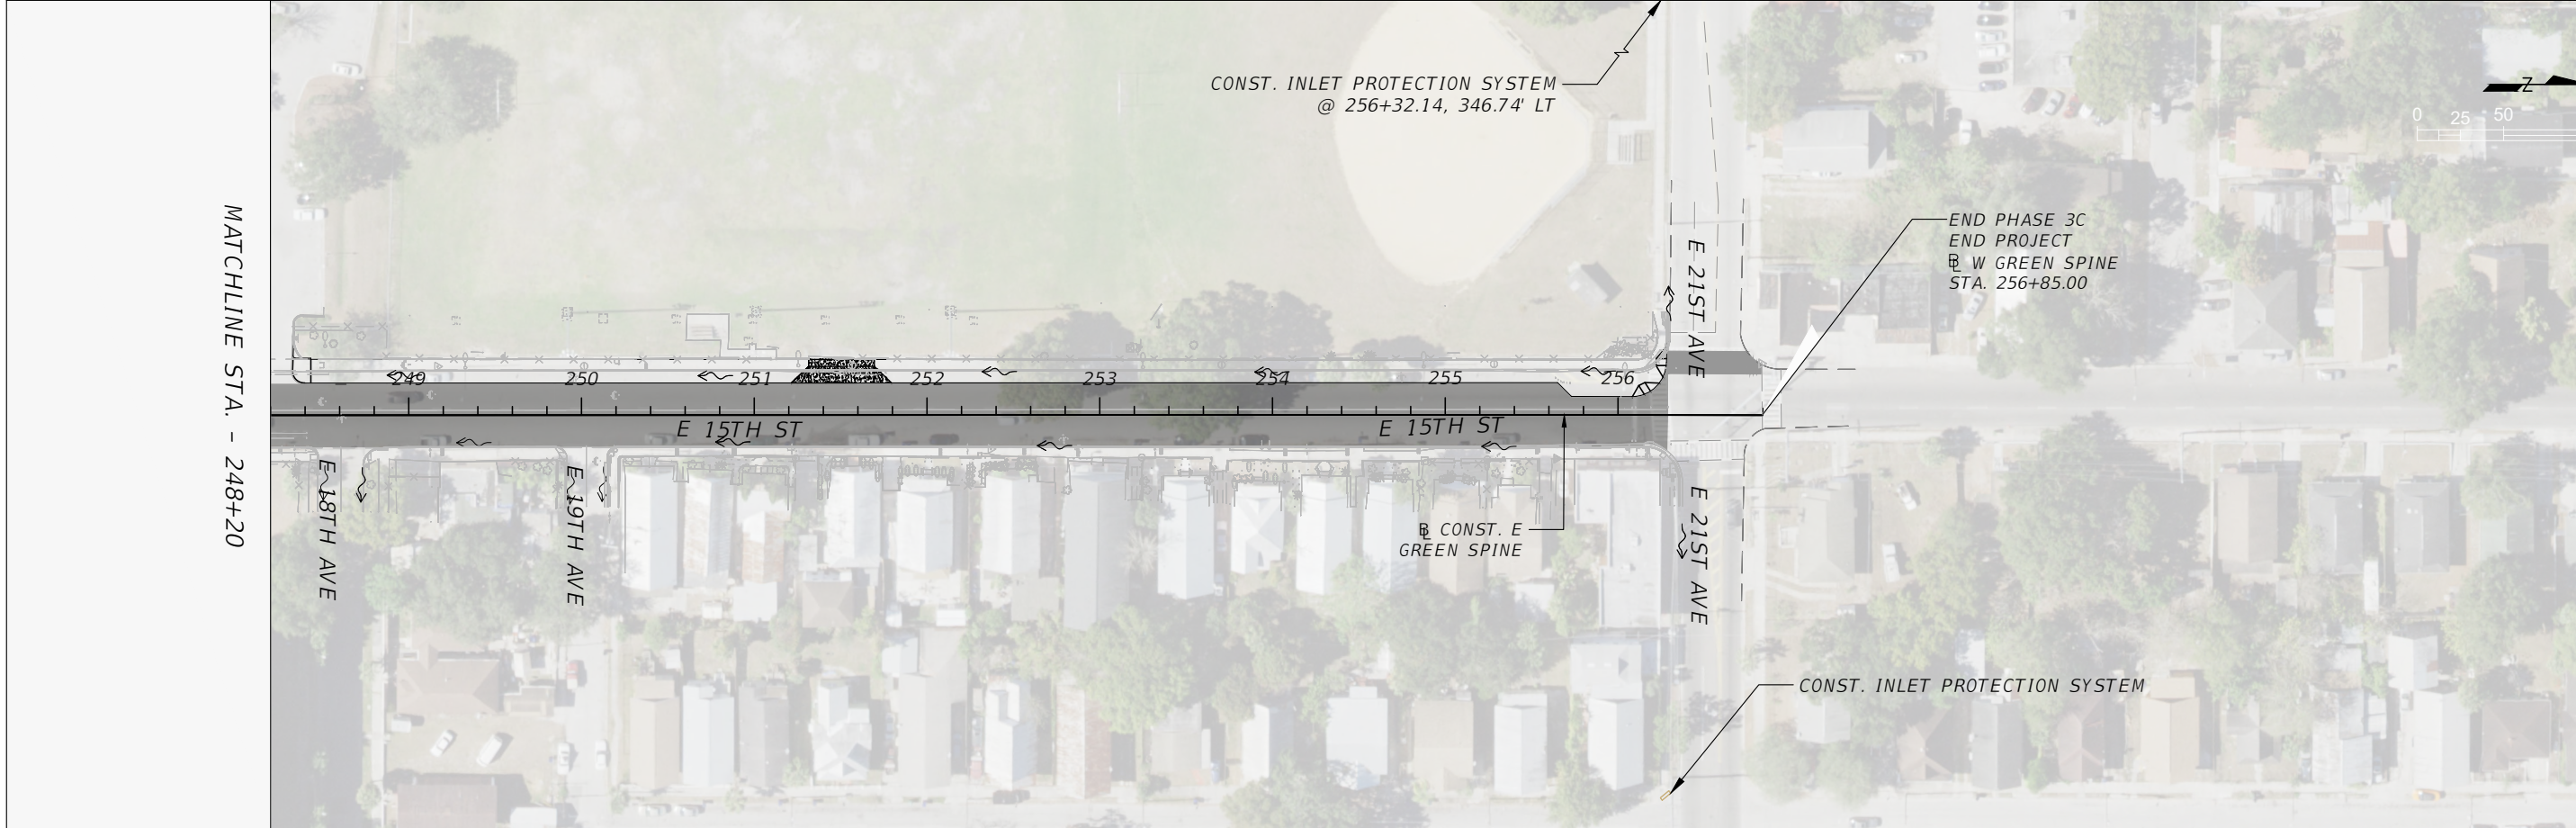 CONST. INLET PROTECTION SYSTEM
@ 256+32.14, 346.74' LT
Z
0 25 50
END PHASE 3C
END PROJECT
BL W GREEN SPINE
STA. 256+85.00
MATCHLINE STA. - 248+20
E 21ST AVE
249 250 251 252 253 254 255 256
E 15TH ST
E 15TH ST
E 18TH AVE
E 19TH AVE
E 21ST AVE
BL CONST. E
GREEN SPINE
CONST. INLET PROTECTION SYSTEM